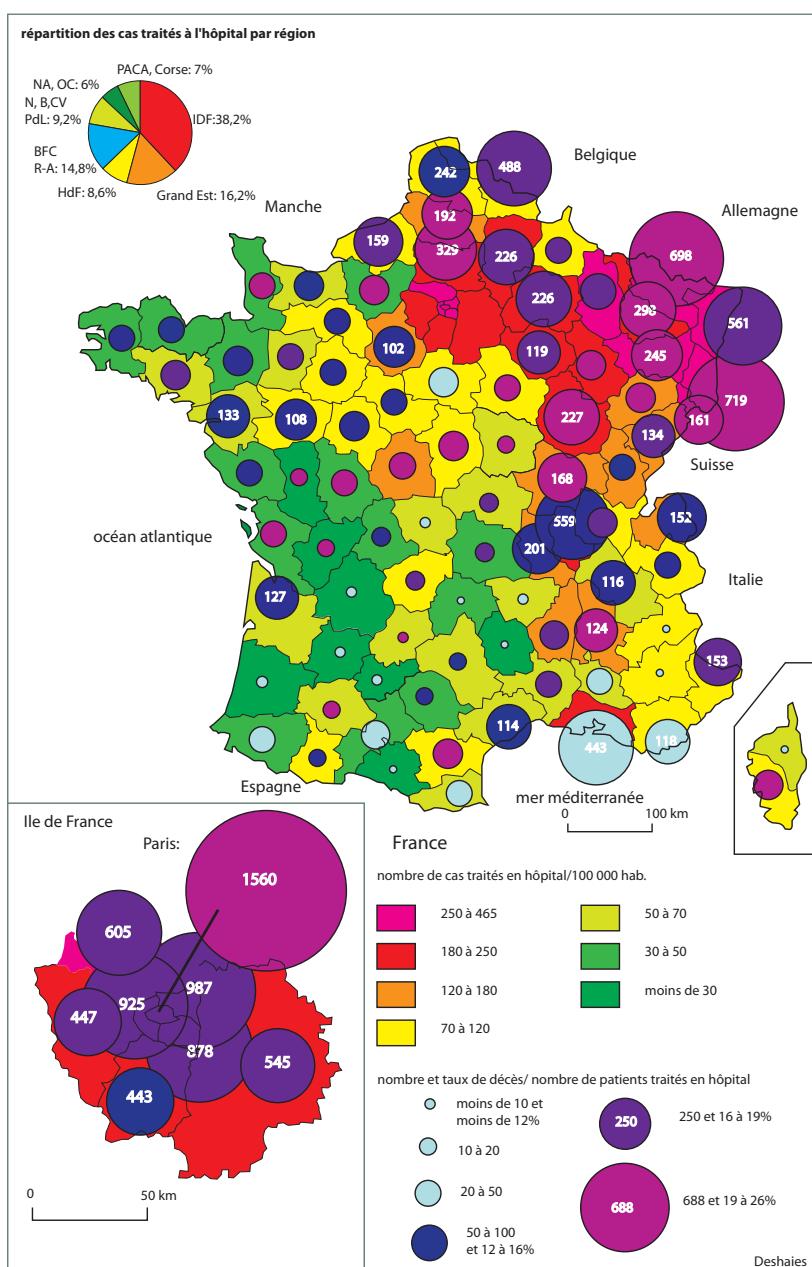 répartition des cas traités à l'hôpital par région
PACA, Corse: 7%
NA, OC: 6%
N, B,CV
PdL: 9,2%
IDF:38,2%
BFC
R-A: 14,8%
HdF: 8,6%
Grand Est: 16,2%
Belgique
Manche
Allemagne
242
488
192
159
329
226
698
226
298
561
102
119
245
719
133
108
227
161
134
Suisse
168
océan atlantique
559
152
201
127
116
Italie
124
153
114
443
118
Espagne
mer méditerranée
0 100 km
Ile de France
Paris:
1560
605
987
925
447
878
545
443
0 50 km
France
nombre de cas traités en hôpital/100 000 hab.
250 à 465
50 à 70
180 à 250
30 à 50
120 à 180
moins de 30
70 à 120
nombre et taux de décès/ nombre de patients traités en hôpital
moins de 10 et
moins de 12%
10 à 20
20 à 50
50 à 100
et 12 à 16%
250
250 et 16 à 19%
688
688 et 19 à 26%
Deshaies